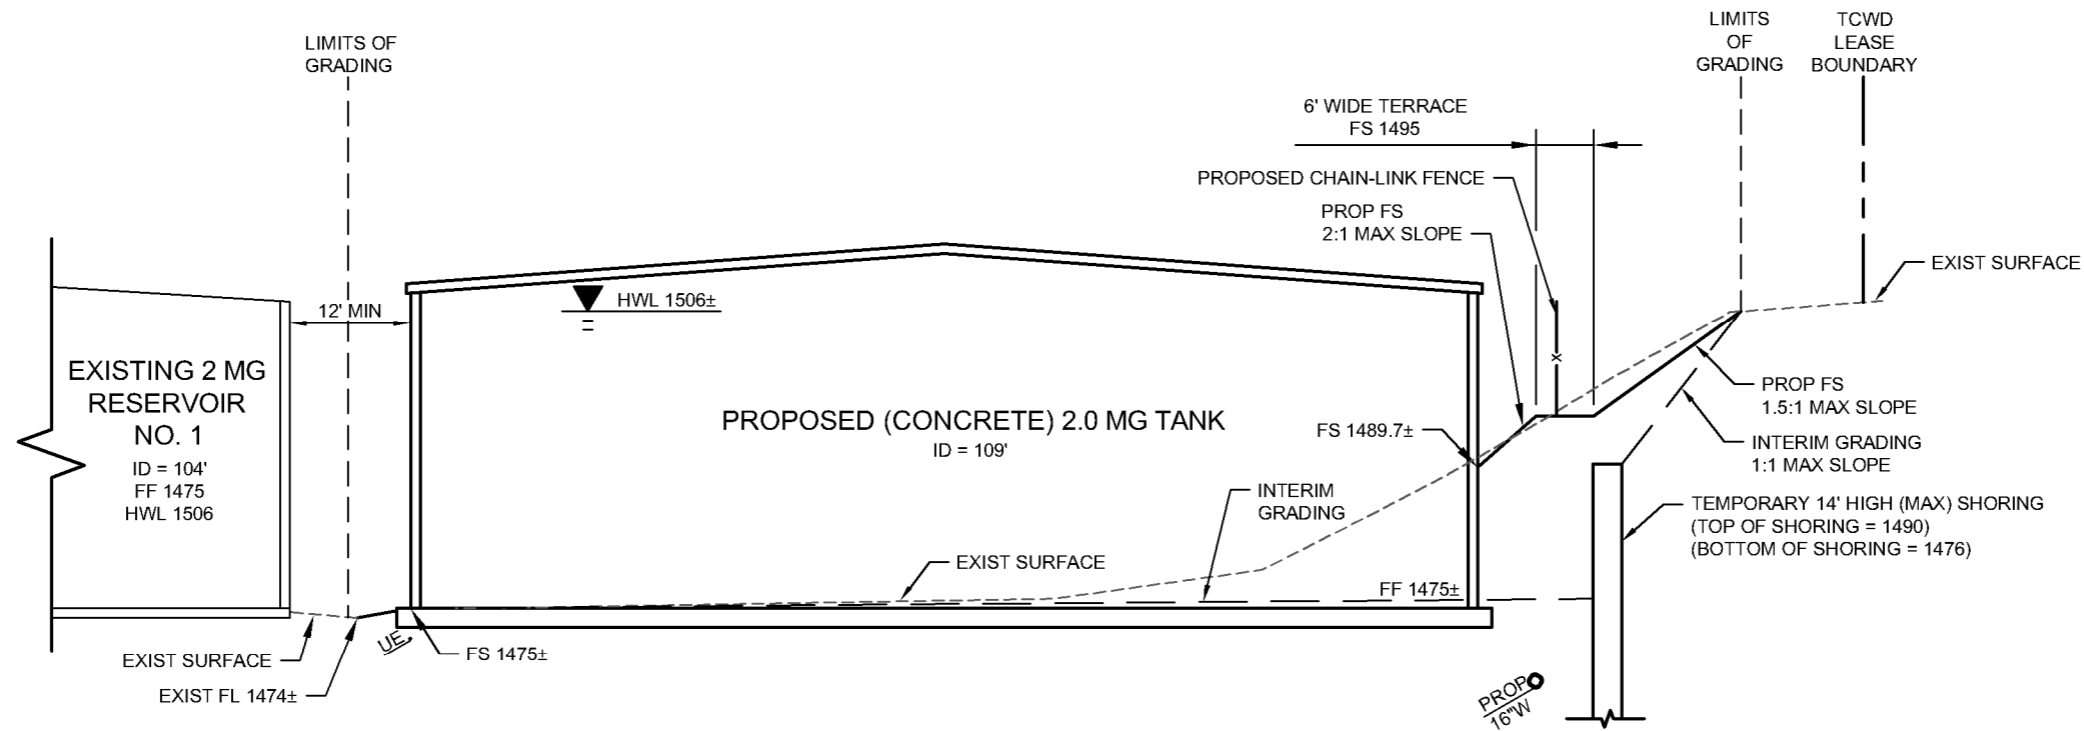 LIMITS OF
GRADING
LIMITS
OF
GRADING
TCWD
LEASE
BOUNDARY
6' WIDE TERRACE
FS 1495
PROPOSED CHAIN-LINK FENCE
PROP FS
2:1 MAX SLOPE
EXIST SURFACE
12' MIN
HWL 1506±
EXISTING 2 MG
RESERVOIR
NO. 1
ID = 104'
FF 1475
HWL 1506
PROPOSED (CONCRETE) 2.0 MG TANK
ID = 109'
FS 1489.7±
X
PROP FS
1.5:1 MAX SLOPE
INTERIM GRADING
1:1 MAX SLOPE
INTERIM
GRADING
TEMPORARY 14' HIGH (MAX) SHORING
(TOP OF SHORING = 1490)
(BOTTOM OF SHORING = 1476)
EXIST SURFACE
FF 1475±
UE
FS 1475±
EXIST SURFACE
EXIST FL 1474±
PROP
16"W